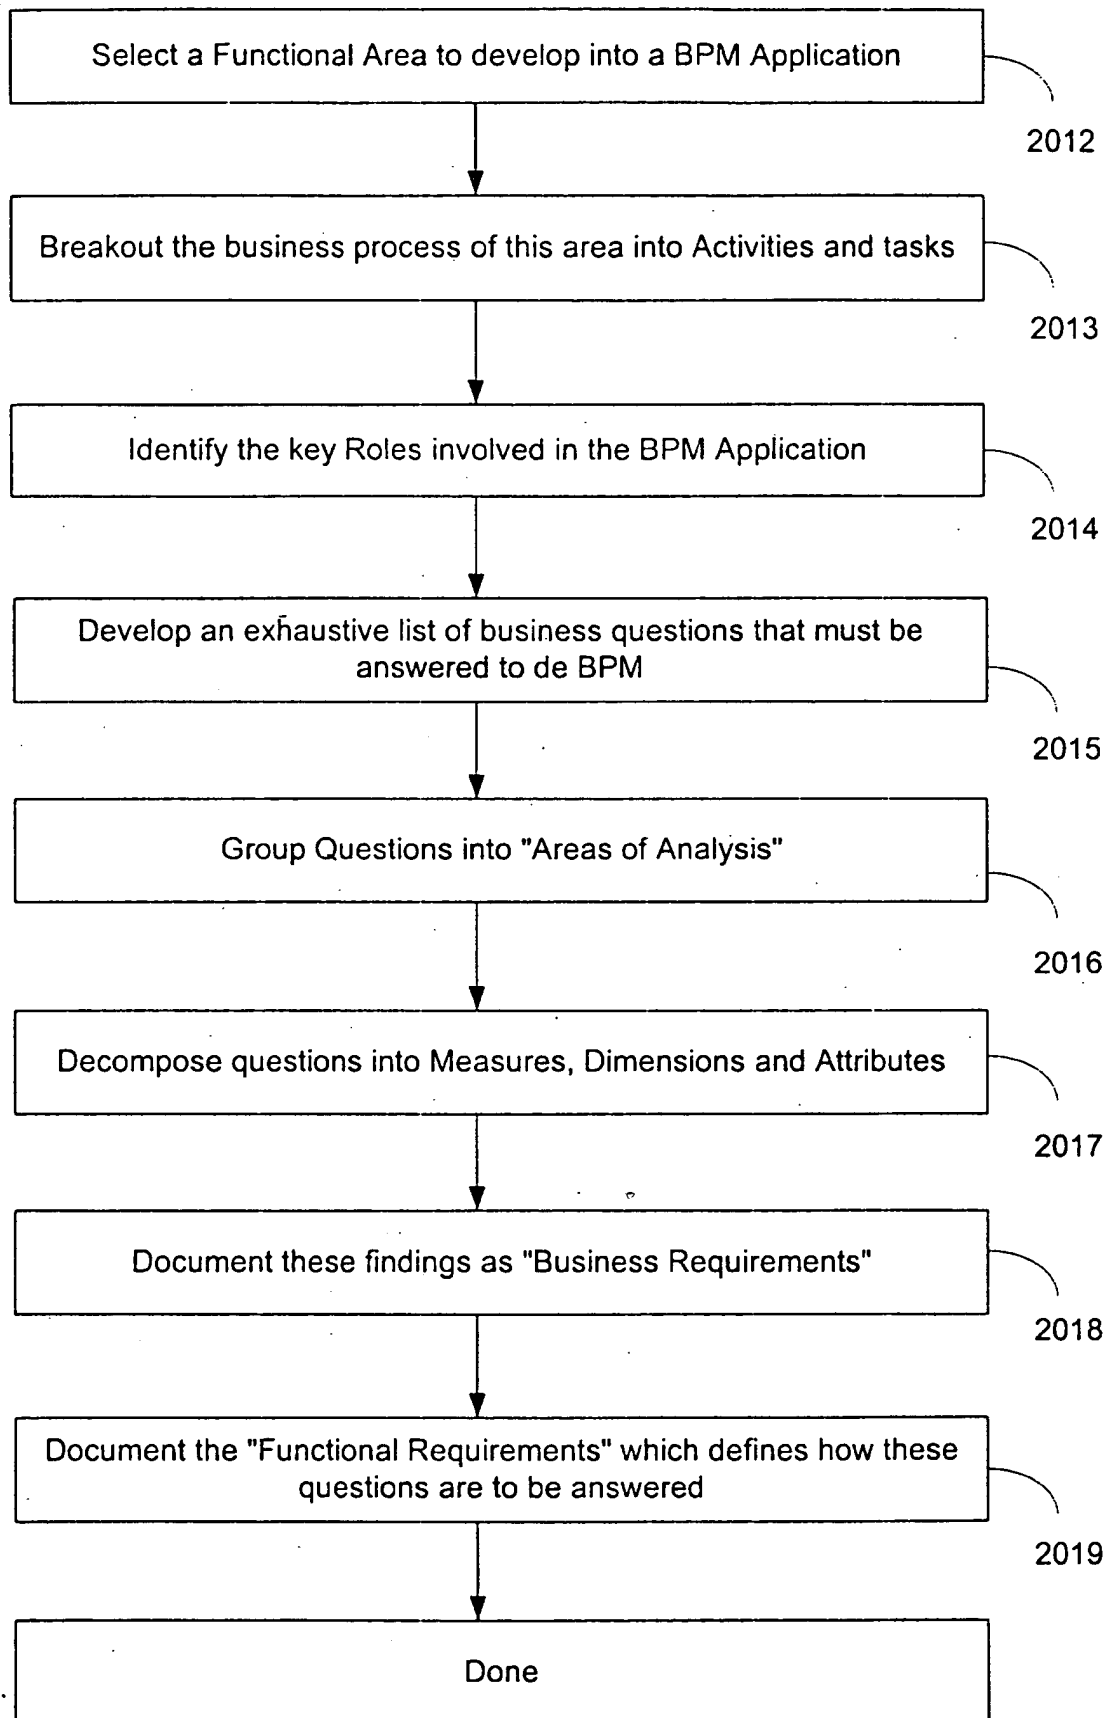 Select a Functional Area to develop into a BPM Application
2012
Breakout the business process of this area into Activities and tasks
2013
Identify the key Roles involved in the BPM Application
2014
Develop an exhaustive list of business questions that must be
answered to de BPM
2015
Group Questions into "Areas of Analysis"
2016
Decompose questions into Measures, Dimensions and Attributes
2017
Document these findings as "Business Requirements"
2018
Document the "Functional Requirements" which defines how these
questions are to be answered
2019
Done